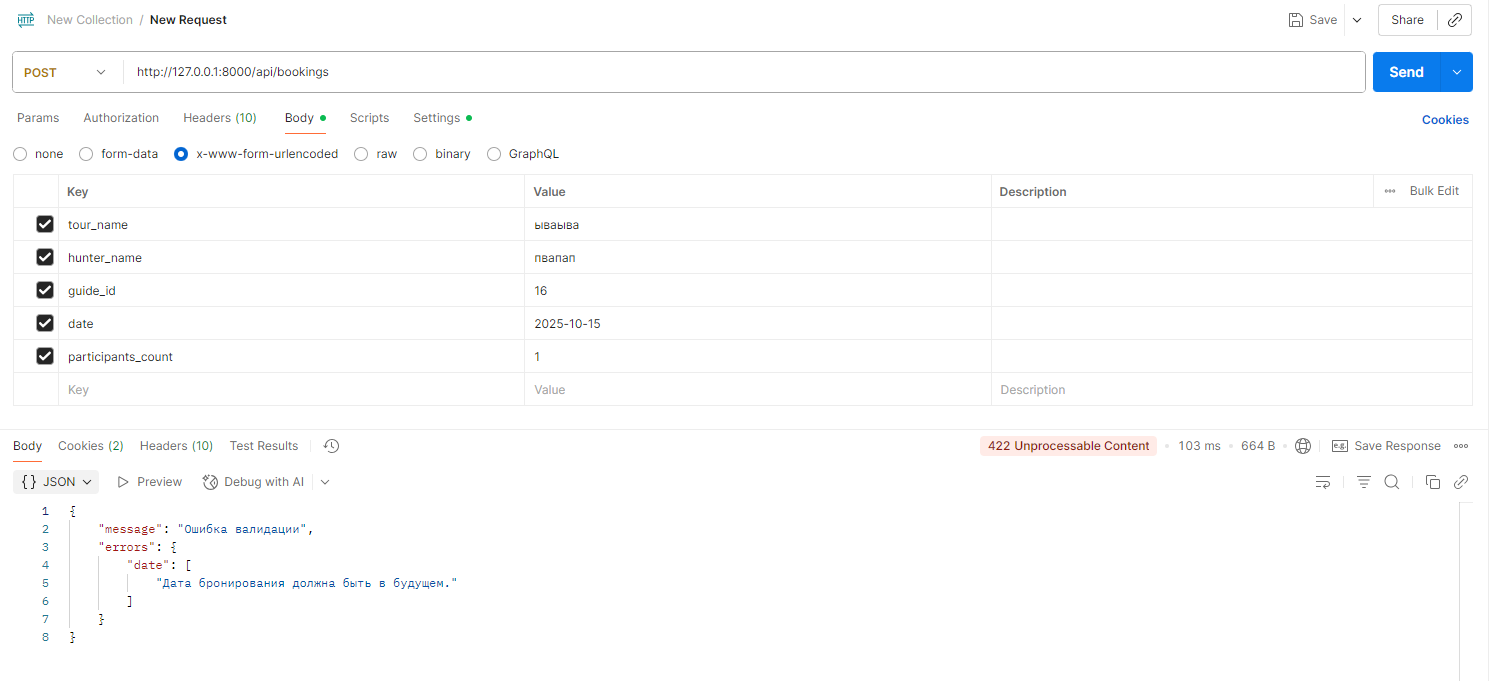 HTTP New Collection / New Request Save Share
POST http://127.0.0.1:8000/api/bookings Send
Params Authorization Headers (10) Body Scripts Settings Cookies
none form-data x-www-form-urlencoded raw binary GraphQL
Key Value Description Bulk Edit
tour_name ываыва
hunter_name пвапап
guide_id 16
date 2025-10-15
participants_count 1
Key Value Description
Body Cookies (2) Headers (10) Test Results 422 Unprocessable Content 103 ms 664 B e.g. Save Response
{} JSON Preview Debug with AI
1 {
2 "message": "Ошибка валидации",
3 "errors": {
4 "date": [
5 "Дата бронирования должна быть в будущем."
6 ]
7 }
8 }